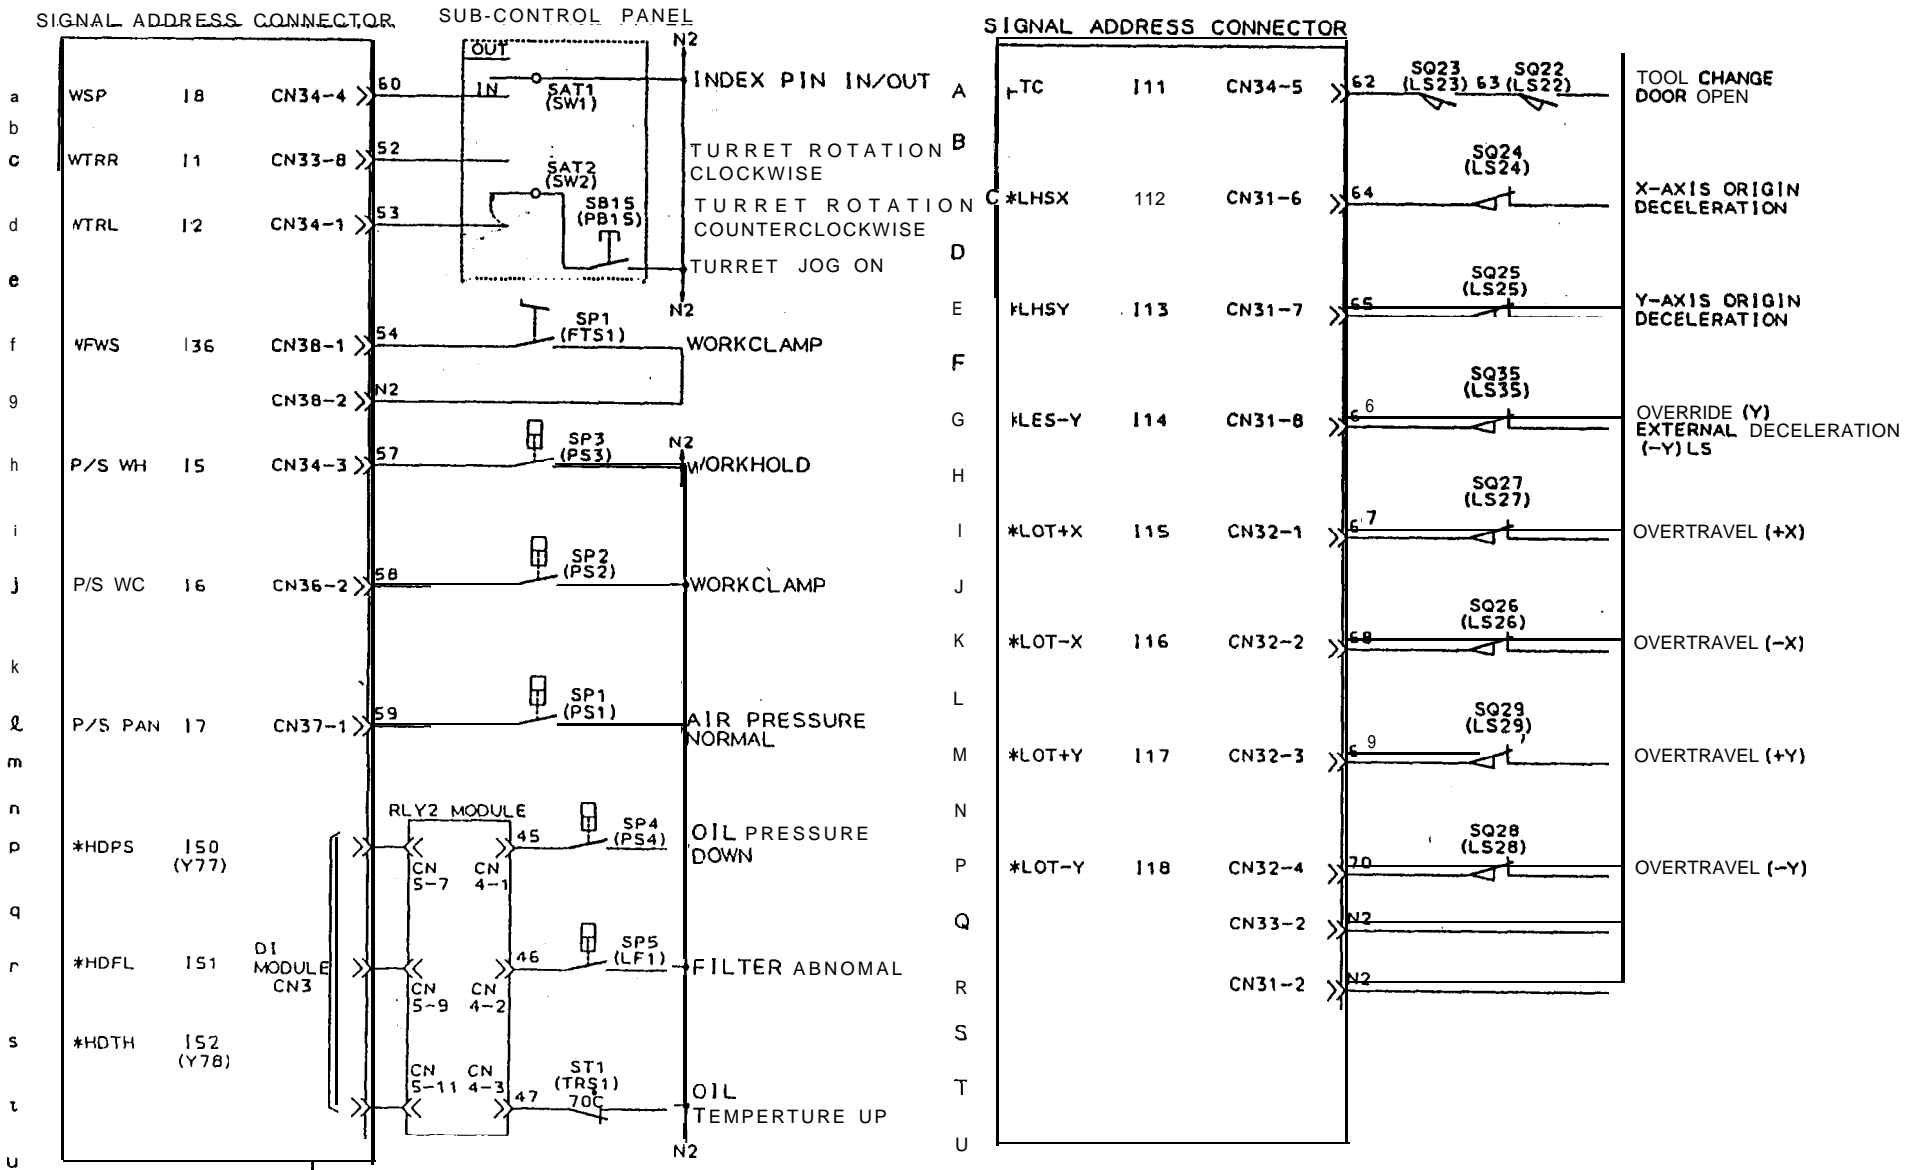 SIGNAL ADDRESS CONNECTOR
SUB-CONTROL PANEL
N2
OUT
IN
SAT1
(SW1)
INDEX PIN IN/OUT
a WSP I8 CN34-4 60
b
c WTRR I1 CN33-8 52
TURRET ROTATION
CLOCKWISE
SAT2
(SW2)
SB15
(PB15)
d WTRL I2 CN34-1 53
TURRET ROTATION
COUNTERCLOCKWISE
TURRET JOG ON
e
N2
f WFWS I36 CN38-1 54
SP1
(FTS1)
WORKCLAMP
g CN38-2 N2
h P/S WH I5 CN34-3 57
SP3
(PS3)
N2
WORKHOLD
i
j P/S WC I6 CN36-2 58
SP2
(PS2)
WORKCLAMP
k
ℓ P/S PAN I7 CN37-1 59
SP1
(PS1)
AIR PRESSURE
NORMAL
m
n
RLY2 MODULE
p *HDPS I50
(Y77)
CN
5-7
CN
4-1
45
SP4
(PS4)
OIL PRESSURE
DOWN
q
DI
MODULE
CN3
r *HDFL I51
CN
5-9
CN
4-2
46
SP5
(LF1)
FILTER ABNOMAL
s *HDTH I52
(Y78)
CN
5-11
CN
4-3
47
ST1
(TRS1)
70C
OIL
TEMPERTURE UP
t
N2
u
SIGNAL ADDRESS CONNECTOR
A TC I11 CN34-5 62
SQ23
(LS23)
63
SQ22
(LS22)
TOOL CHANGE
DOOR OPEN
B
C *LHSX 112 CN31-6 64
SQ24
(LS24)
X-AXIS ORIGIN
DECELERATION
D
E *LHSY I13 CN31-7 65
SQ25
(LS25)
Y-AXIS ORIGIN
DECELERATION
F
G *LES-Y I14 CN31-8 66
SQ35
(LS35)
OVERRIDE (Y)
EXTERNAL DECELERATION
(-Y) LS
H
I *LOT+X I15 CN32-1 67
SQ27
(LS27)
OVERTRAVEL (+X)
J
K *LOT-X I16 CN32-2 68
SQ26
(LS26)
OVERTRAVEL (-X)
L
M *LOT+Y I17 CN32-3 69
SQ29
(LS29)
OVERTRAVEL (+Y)
N
P *LOT-Y I18 CN32-4 70
SQ28
(LS28)
OVERTRAVEL (-Y)
Q CN33-2 N2
R CN31-2 N2
S
T
U